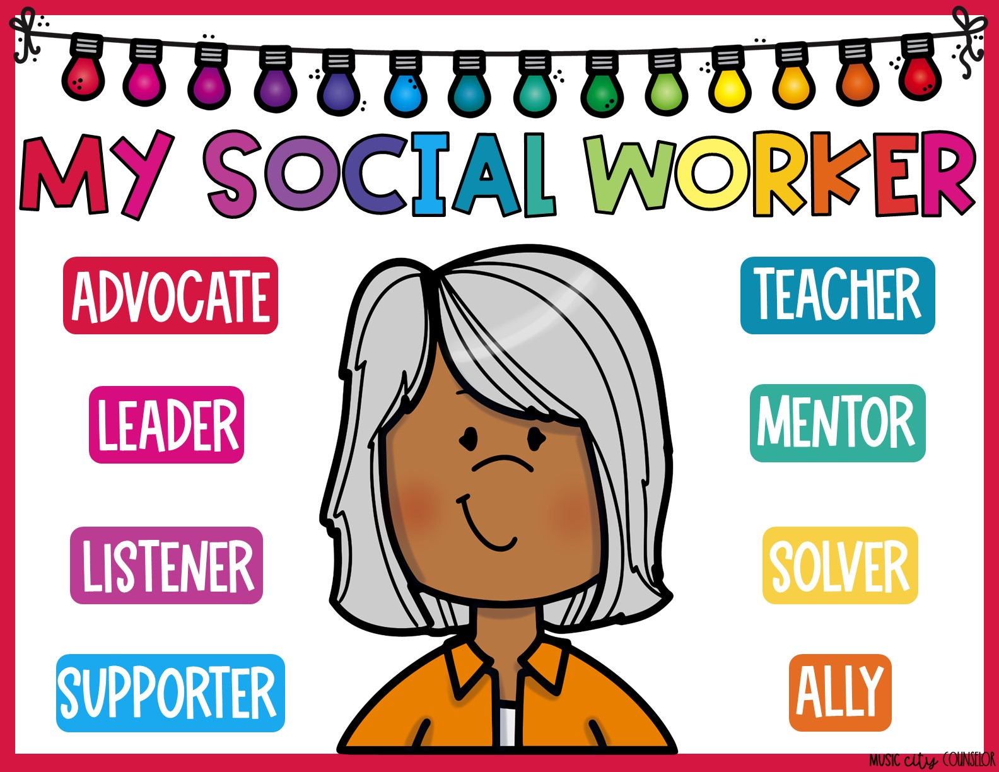 MY SOCIAL WORKER
ADVOCATE
LEADER
LISTENER
SUPPORTER
TEACHER
MENTOR
SOLVER
ALLY
MUSIC city COUNSELOR